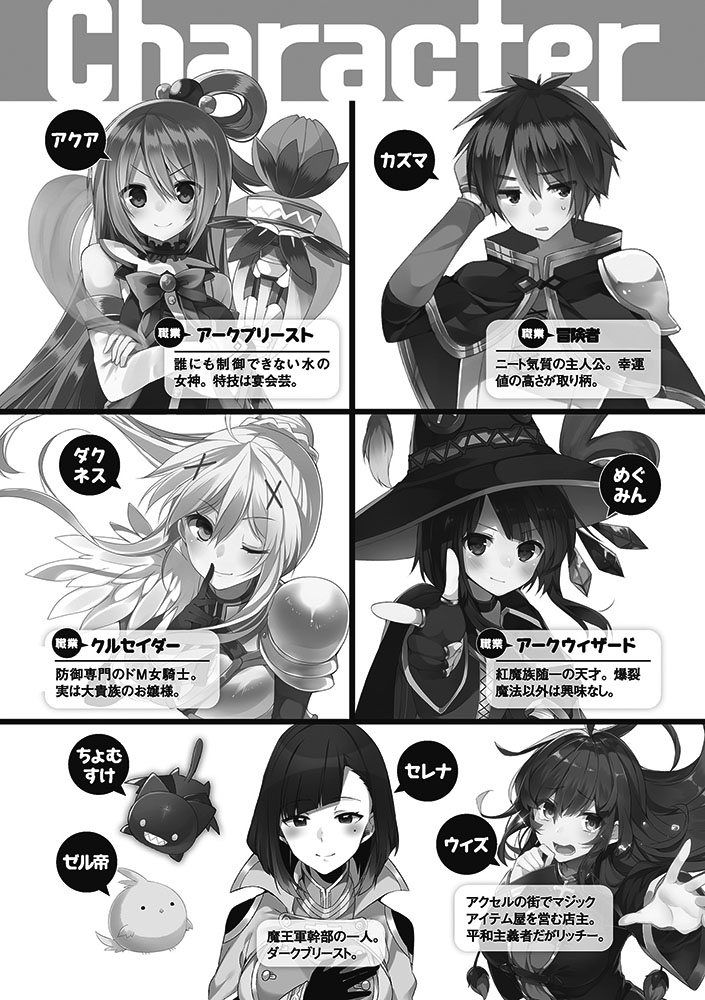 Character
アクア
職業 アークプリースト
誰にも制御できない水の
女神。特技は宴会芸。
カズマ
職業 冒険者
ニート気質の主人公。幸運
値の高さが取り柄。
ダク
ネス
職業 クルセイダー
防御専門のドM女騎士。
実は大貴族のお嬢様。
めぐ
みん
職業 アークウィザード
紅魔族随一の天才。爆裂
魔法以外は興味なし。
ちょむ
すけ
ゼル帝
セレナ
魔王軍幹部の一人。
ダークプリースト。
ウィズ
アクセルの街でマジック
アイテム屋を営む店主。
平和主義者だがリッチー。